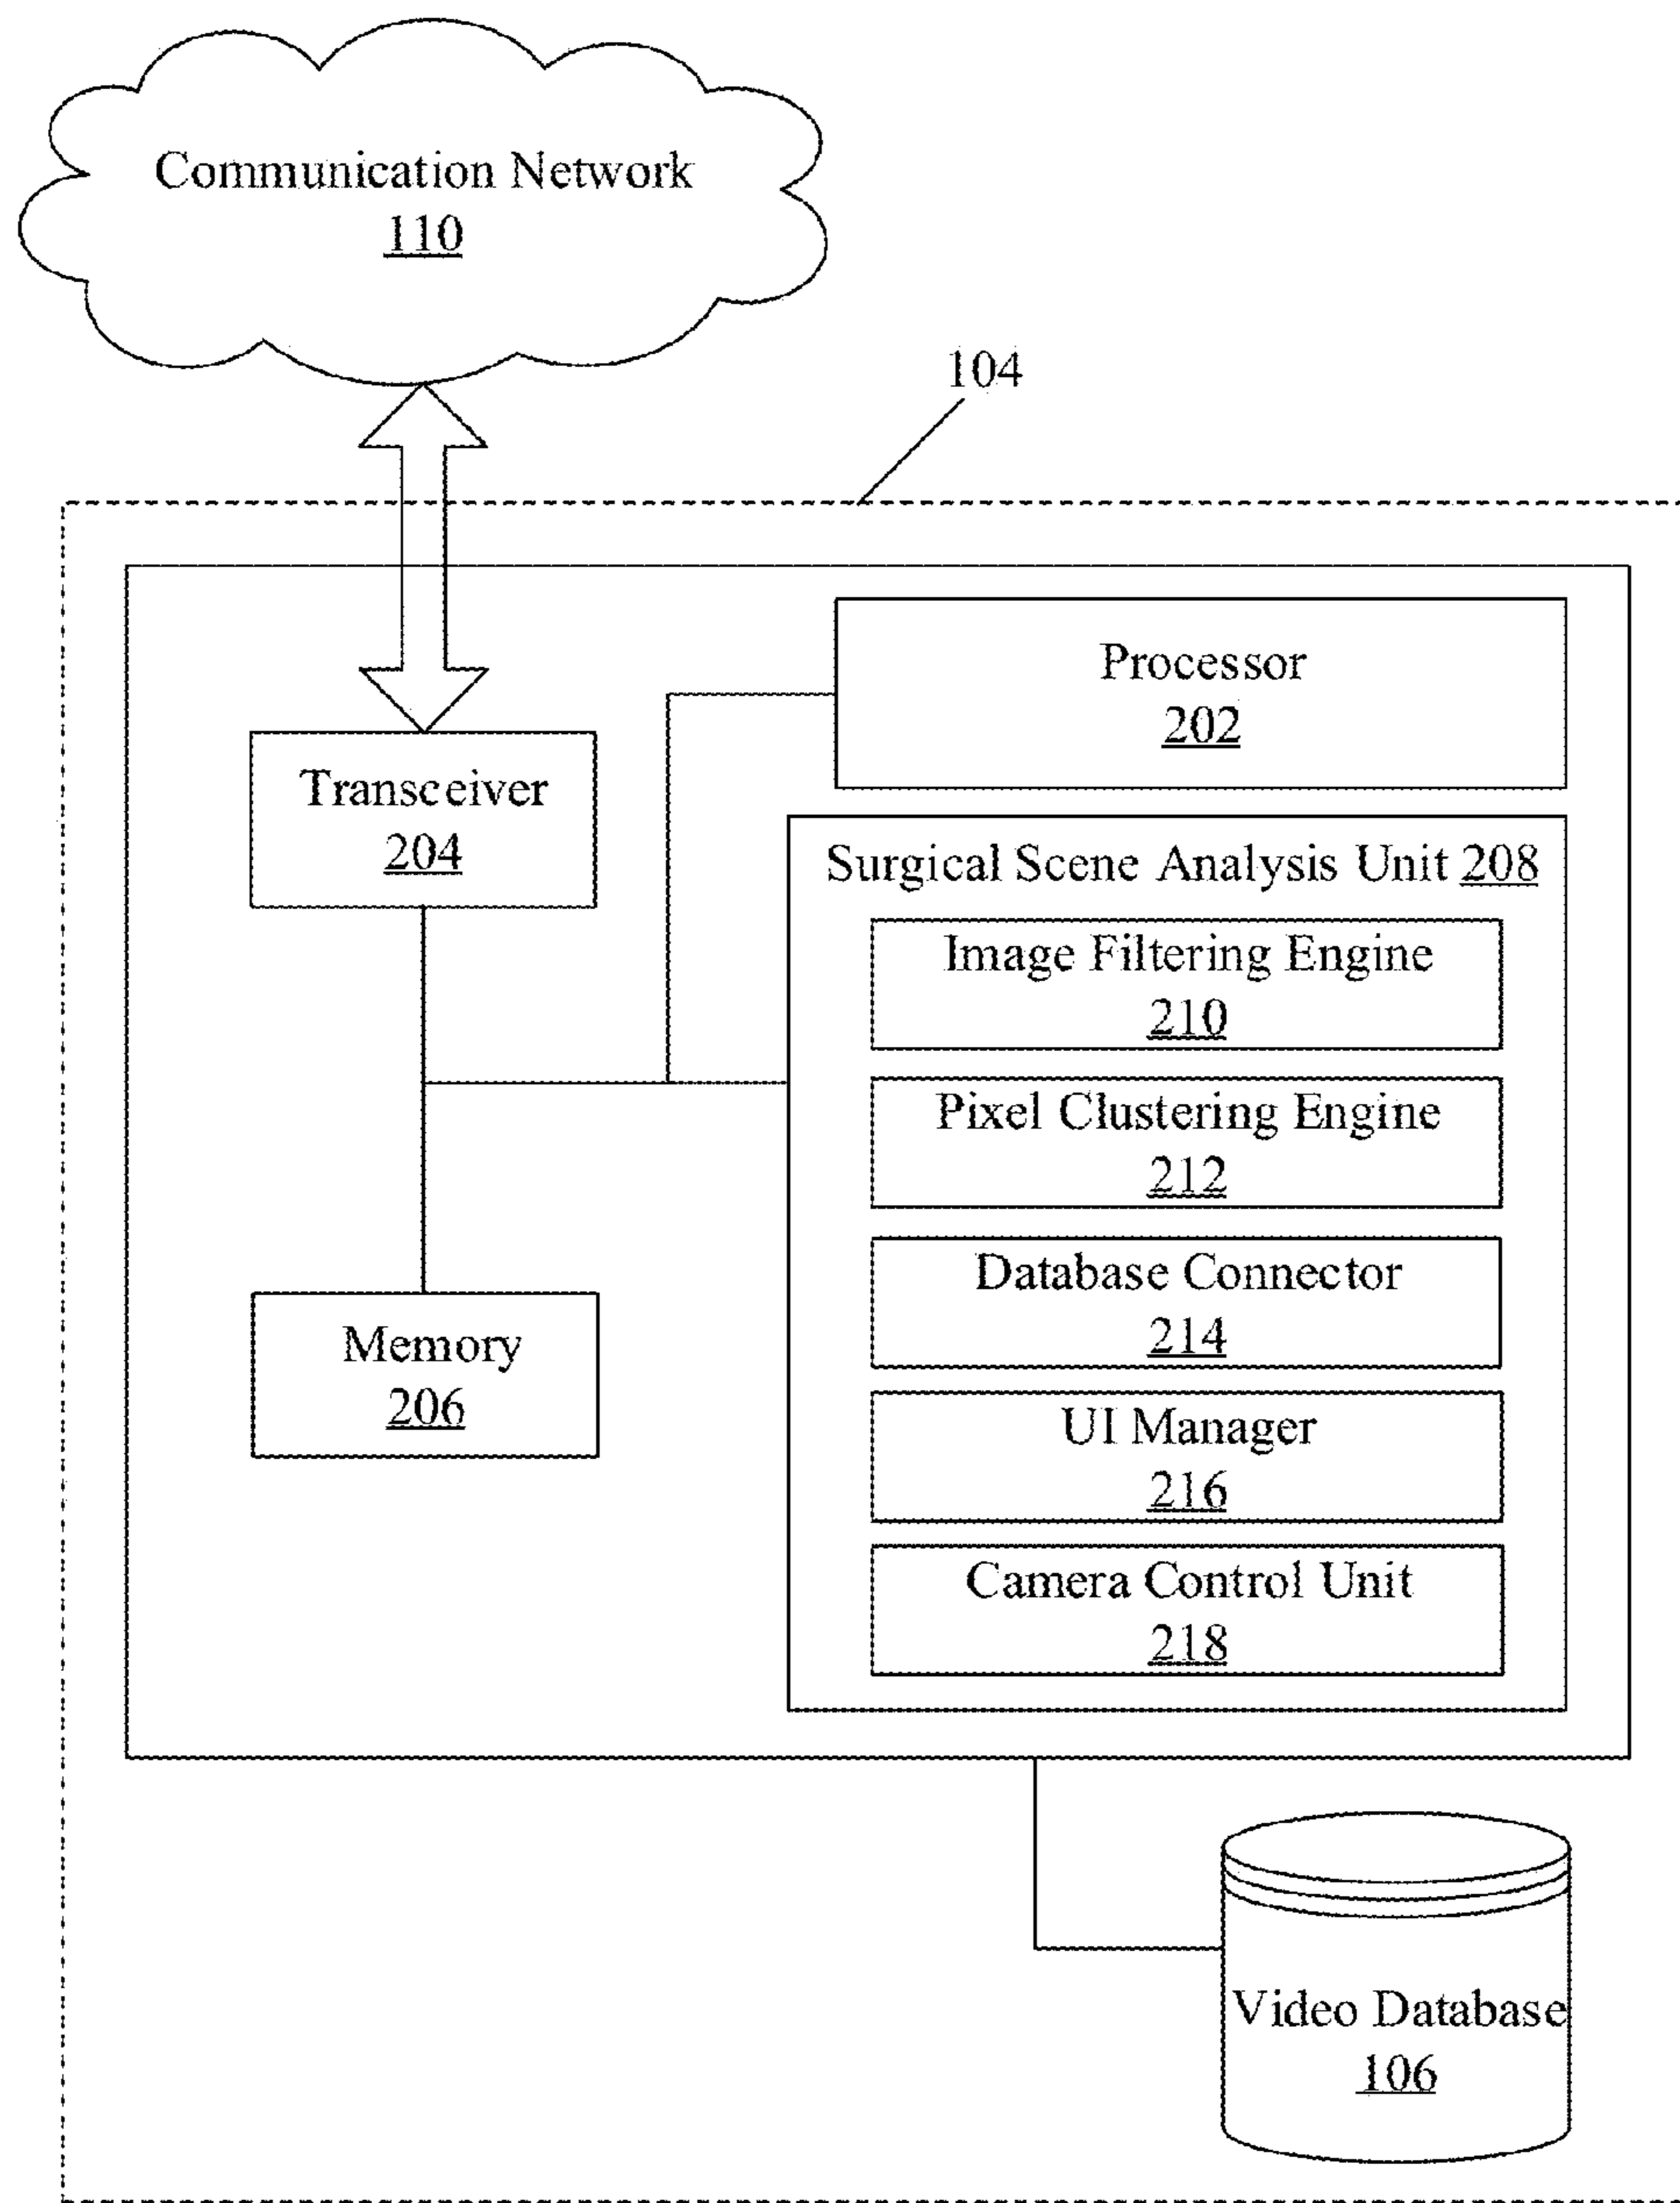 Communication Network
110
104
Processor
202
Transceiver
204
Surgical Scene Analysis Unit 208
Image Filtering Engine
210
Pixel Clustering Engine
212
Database Connector
214
Memory
206
UI Manager
216
Camera Control Unit
218
Video Database
106